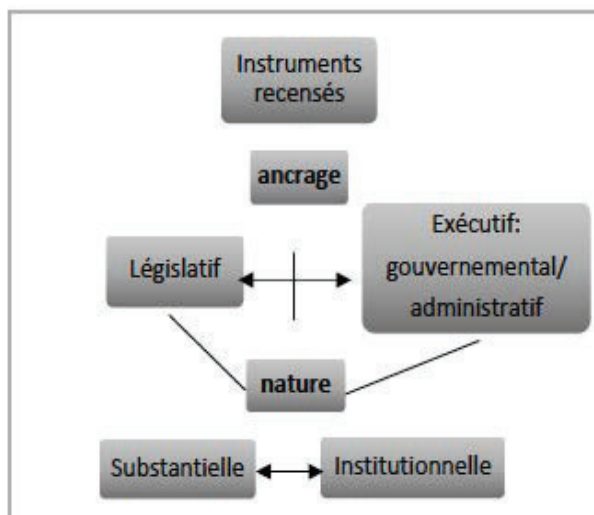 Instruments
recensés
ancrage
Législatif
Exécutif:
gouvernemental/
administratif
nature
Substantielle
Institutionnelle